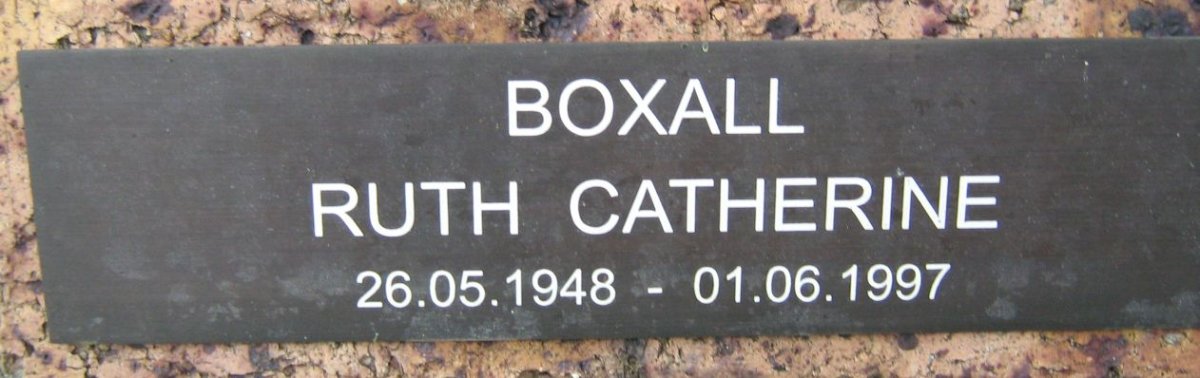 BOXALL
RUTH CATHERINE
26.05.1948 - 01.06.1997